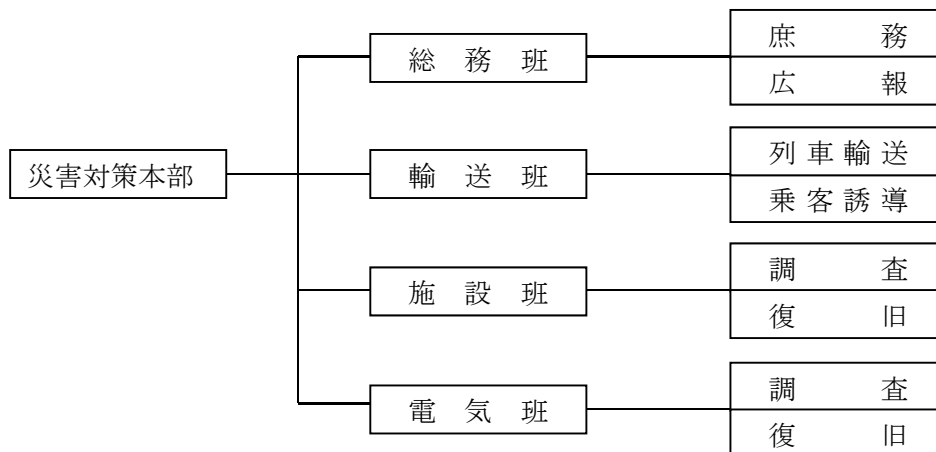 災害対策本部
総務班
庶務
広報
輸送班
列車輸送
乗客誘導
施設班
調査
復旧
電気班
調査
復旧